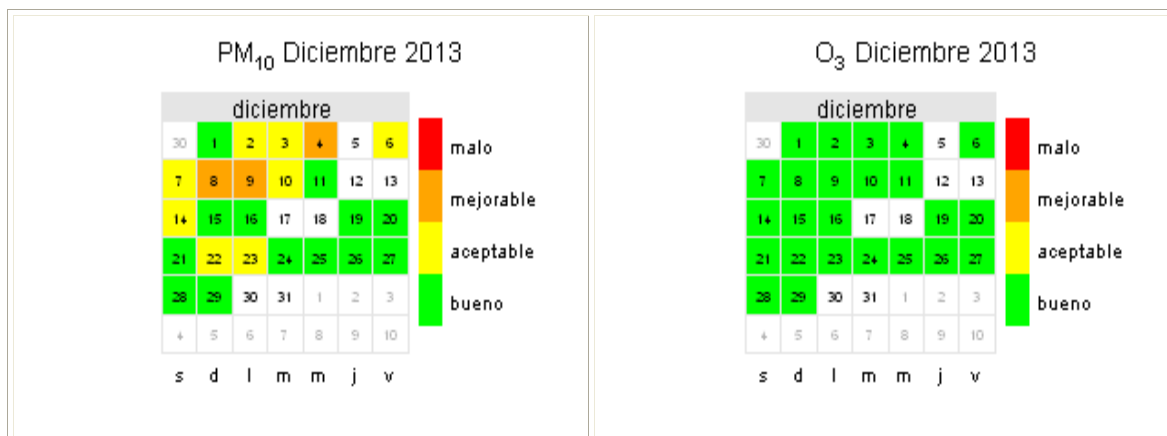 PM10 Diciembre 2013
diciembre
30 1 2 3 4 5 6
7 8 9 10 11 12 13
14 15 16 17 18 19 20
21 22 23 24 25 26 27
28 29 30 31 1 2 3
4 5 6 7 8 9 10
s d l m m j v
malo
mejorable
aceptable
bueno
O3 Diciembre 2013
diciembre
30 1 2 3 4 5 6
7 8 9 10 11 12 13
14 15 16 17 18 19 20
21 22 23 24 25 26 27
28 29 30 31 1 2 3
4 5 6 7 8 9 10
s d l m m j v
malo
mejorable
aceptable
bueno